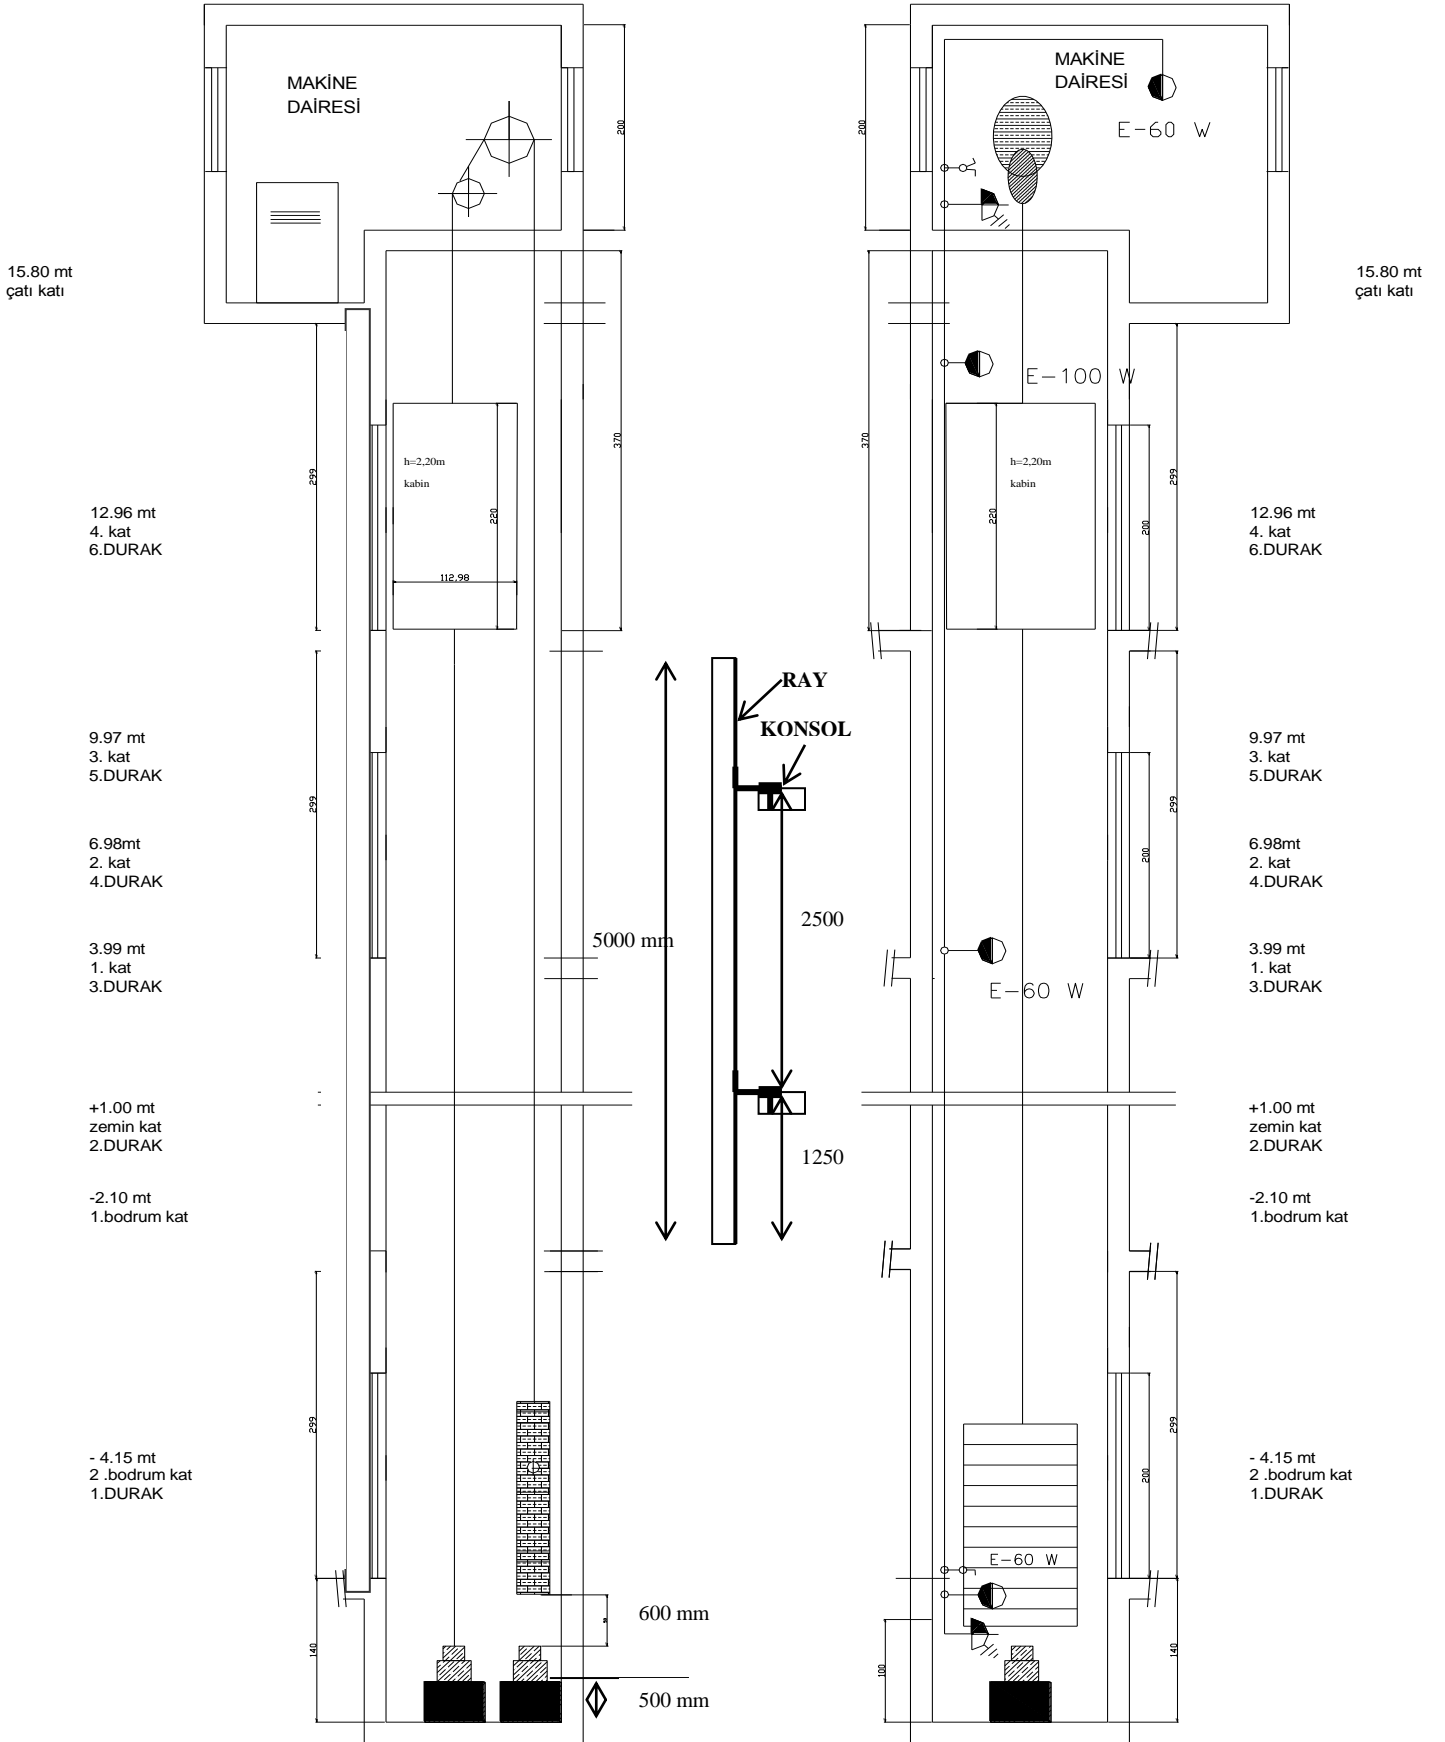 MAKİNE
DAİRESİ
200
15.80 mt
çatı katı
299
370
h=2,20m
kabin
220
112,98
12.96 mt
4. kat
6.DURAK
9.97 mt
3. kat
5.DURAK
299
6.98mt
2. kat
4.DURAK
3.99 mt
1. kat
3.DURAK
+1.00 mt
zemin kat
2.DURAK
-2.10 mt
1.bodrum kat
299
- 4.15 mt
2 .bodrum kat
1.DURAK
140
600 mm
500 mm
RAY
KONSOL
5000 mm
2500
1250
MAKİNE
DAİRESİ
E-60 W
200
15.80 mt
çatı katı
E-100 W
370
h=2,20m
kabin
220
200
299
12.96 mt
4. kat
6.DURAK
9.97 mt
3. kat
5.DURAK
299
200
6.98mt
2. kat
4.DURAK
3.99 mt
1. kat
3.DURAK
E-60 W
+1.00 mt
zemin kat
2.DURAK
-2.10 mt
1.bodrum kat
299
200
- 4.15 mt
2 .bodrum kat
1.DURAK
E-60 W
100
140